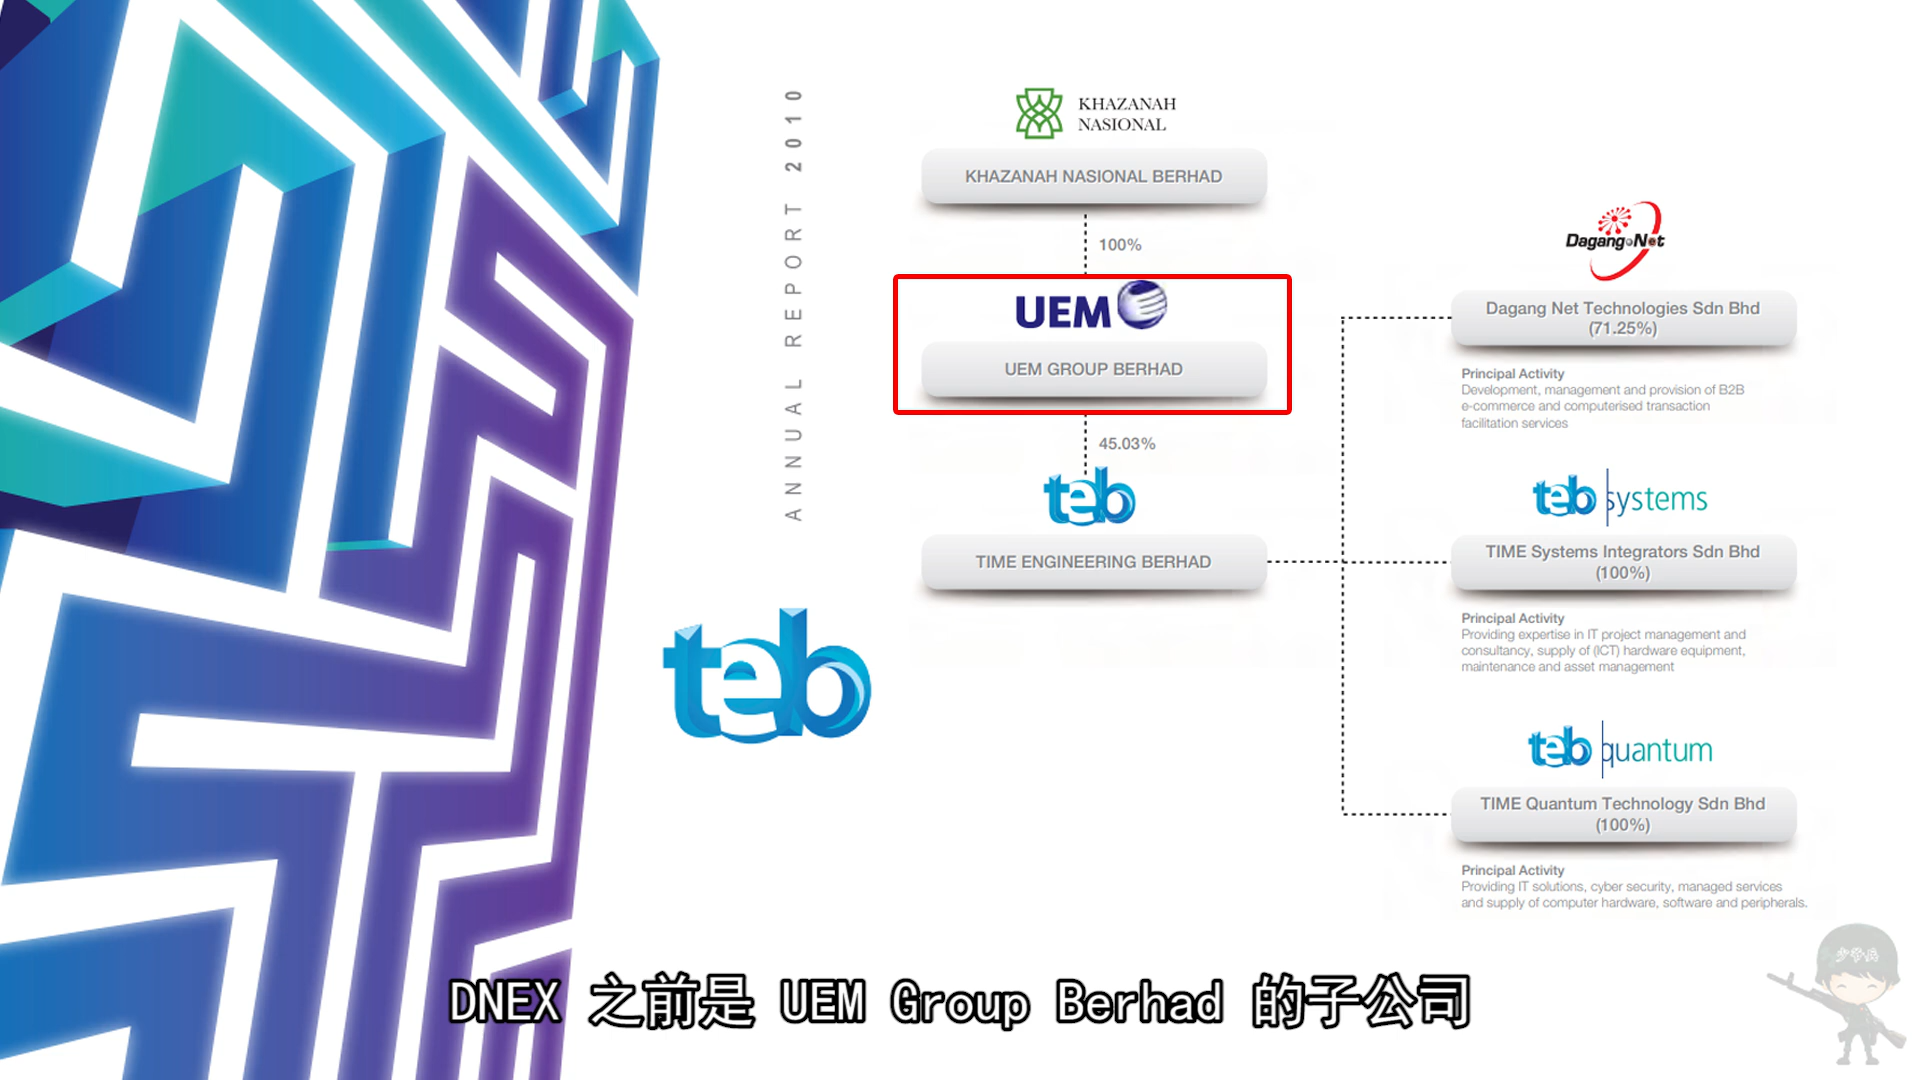 ANNUAL REPORT 2010
KHAZANAH
NASIONAL
KHAZANAH NASIONAL BERHAD
100%
UEM
UEM GROUP BERHAD
45.03%
teb
TIME ENGINEERING BERHAD
teb
Dagang Net
Dagang Net Technologies Sdn Bhd
(71.25%)
Principal Activity
Development, management and provision of B2B
e-commerce and computerised transaction
facilitation services
teb systems
TIME Systems Integrators Sdn Bhd
(100%)
Principal Activity
Providing expertise in IT project management and
consultancy, supply of (ICT) hardware equipment,
maintenance and asset management
teb quantum
TIME Quantum Technology Sdn Bhd
(100%)
Principal Activity
Providing IT solutions, cyber security, managed services
and supply of computer hardware, software and peripherals.
DNEX 之前是 UEM Group Berhad 的子公司